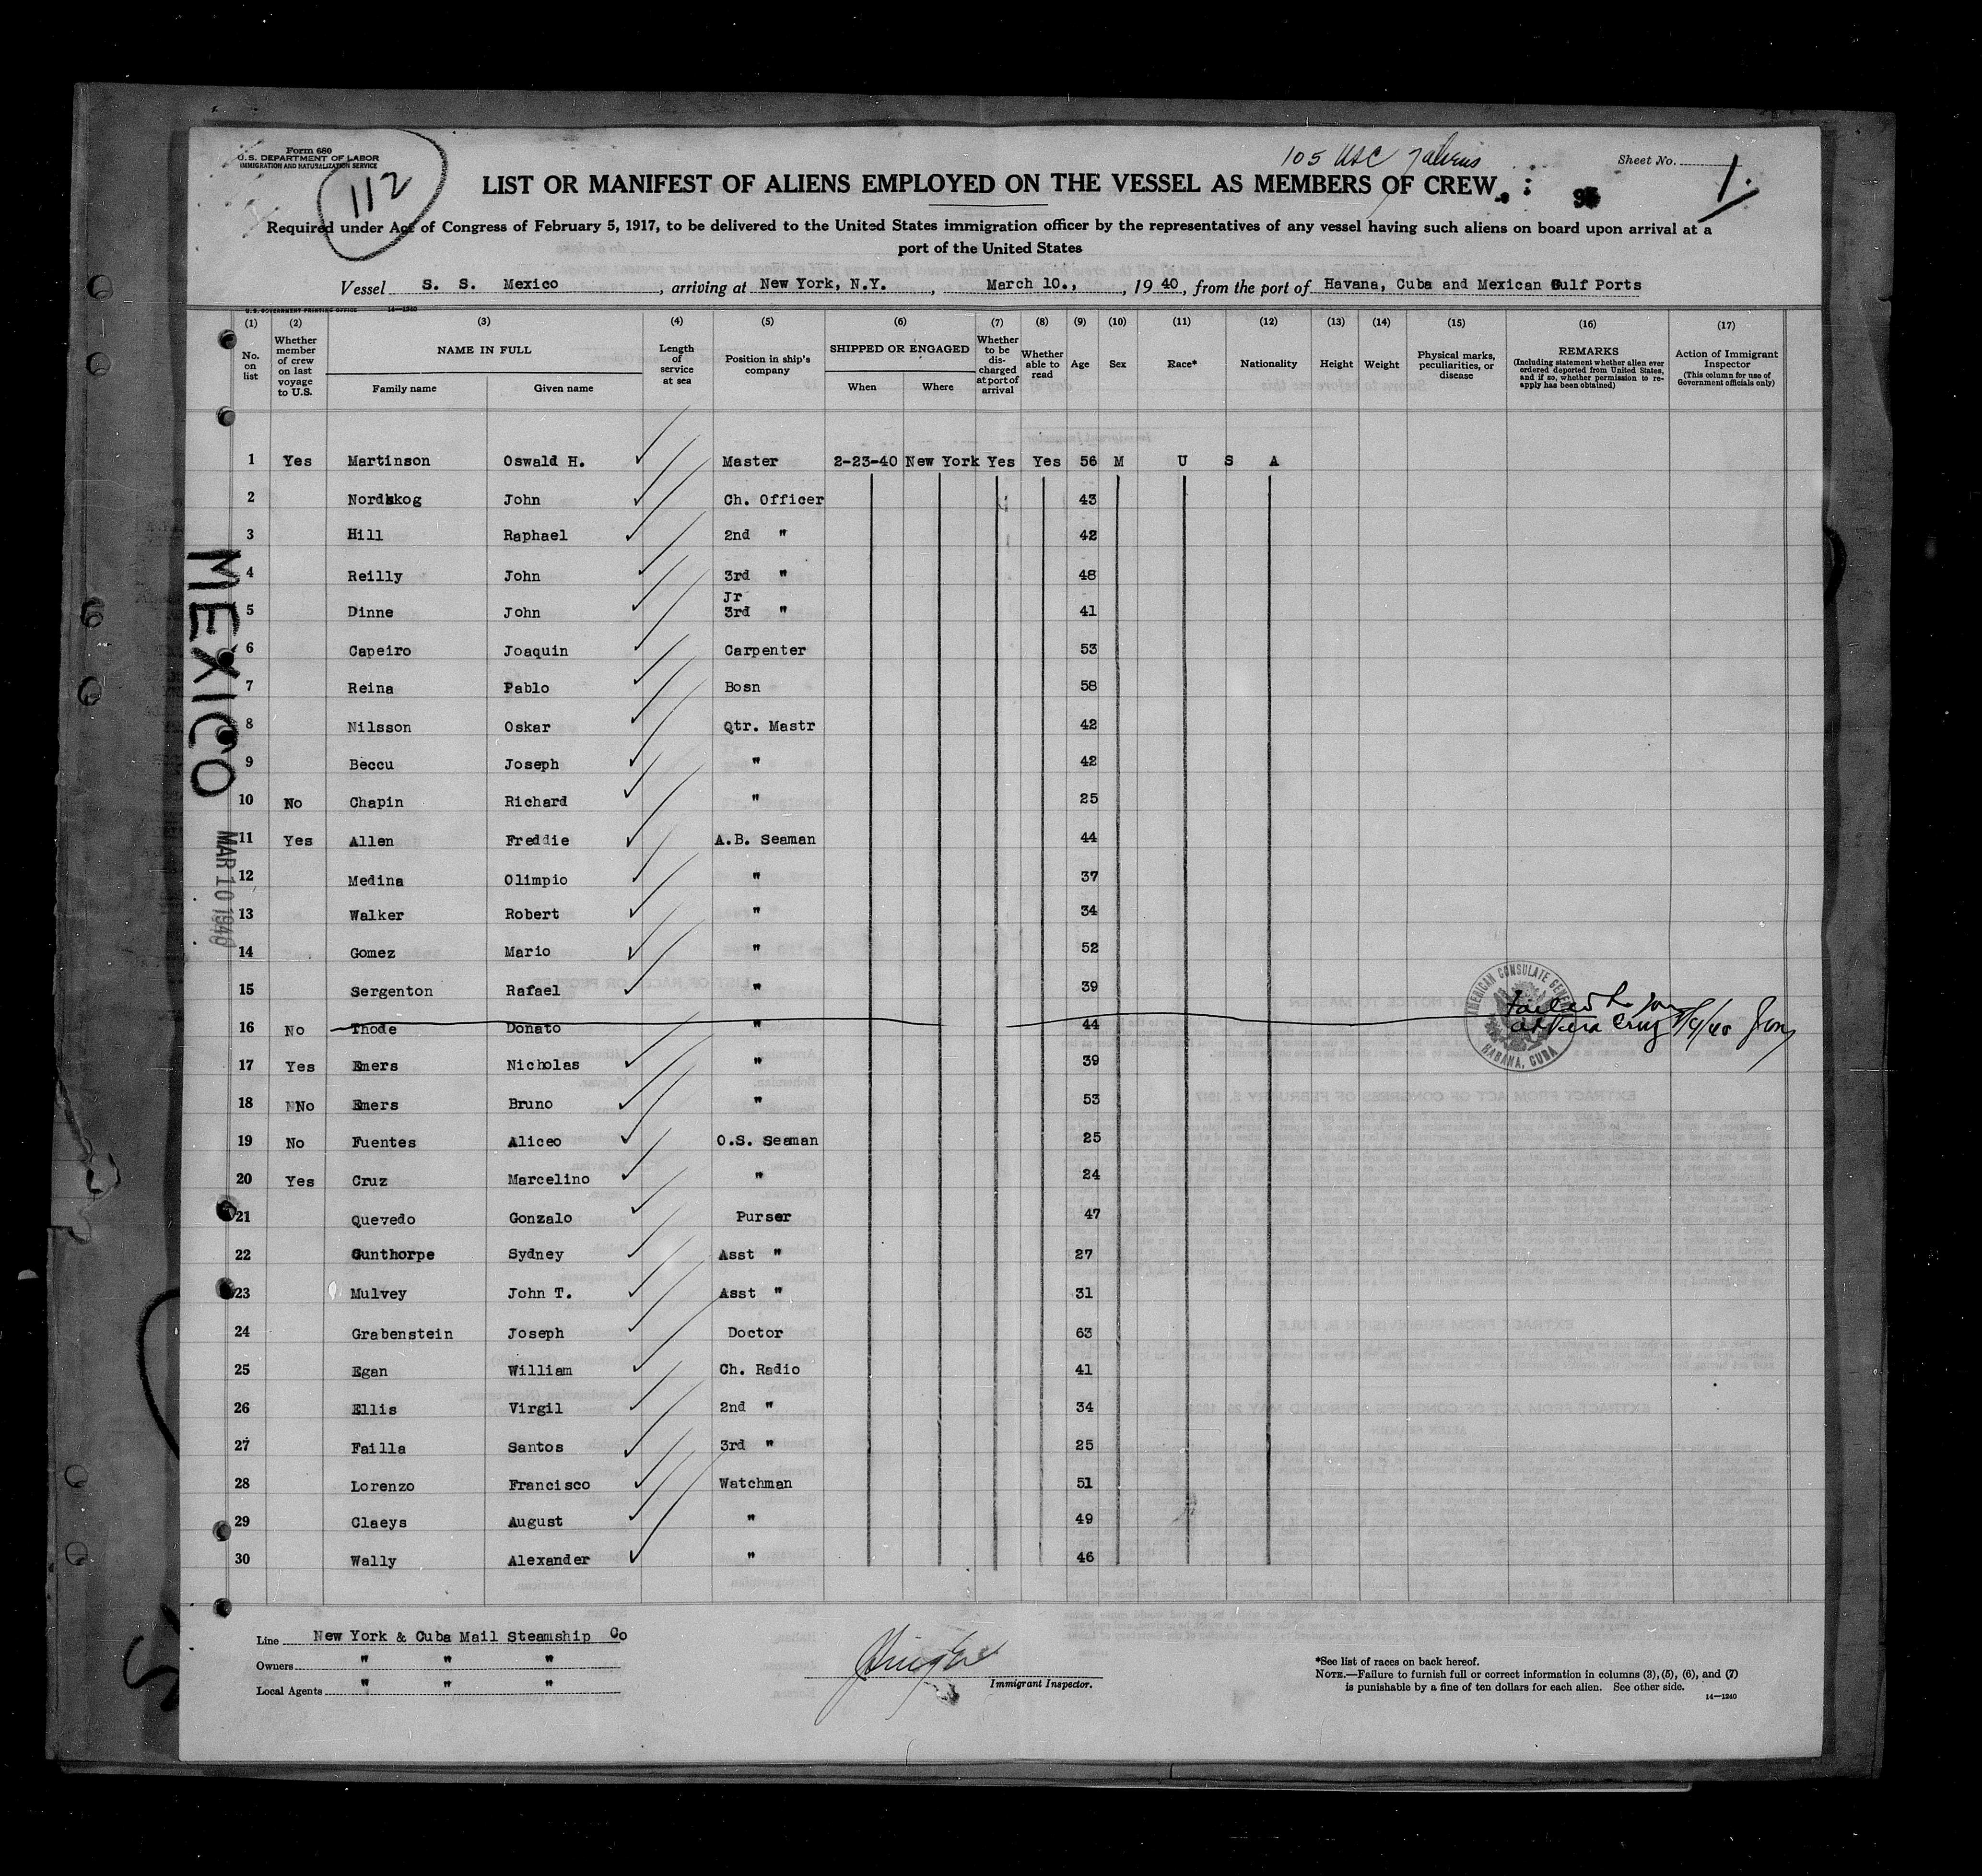 Form 680
U.S. DEPARTMENT OF LABOR
IMMIGRATION AND NATURALIZATION SERVICE
112
105 USC 7 aliens
Sheet No. 1.
LIST OR MANIFEST OF ALIENS EMPLOYED ON THE VESSEL AS MEMBERS OF CREW
Required under Act of Congress of February 5, 1917, to be delivered to the United States immigration officer by the representatives of any vessel having such aliens on board upon arrival at a
port of the United States
Vessel S. S. Mexico, arriving at New York, N.Y., March 10., , 19 40, from the port of Havana, Cuba and Mexican Gulf Ports
U.S. GOVERNMENT PRINTING OFFICE 14—1240
(1) No. on list
(2) Whether member of crew on last voyage to U.S.
(3) NAME IN FULL Family name Given name
(4) Length of service at sea
(5) Position in ship's company
(6) SHIPPED OR ENGAGED When Where
(7) Whether to be discharged at port of arrival
(8) Whether able to read
(9) Age
(10) Sex
(11) Race*
(12) Nationality
(13) Height
(14) Weight
(15) Physical marks, peculiarities, or disease
(16) REMARKS (Including statement whether alien ever ordered deported from United States, and if so, whether permission to re-apply has been obtained)
(17) Action of Immigrant Inspector (This column for use of Government officials only)
1 Yes Martinson Oswald H. Master 2-23-40 New York Yes Yes 56 M U S A
2 Nordskog John Ch. Officer 43
3 Hill Raphael 2nd " 42
4 Reilly John 3rd " 48
5 Dinne John Jr 3rd " 41
6 Capeiro Joaquin Carpenter 53
7 Reina Pablo Bosn 58
8 Nilsson Oskar Qtr. Mastr 42
9 Beccu Joseph " 42
10 No Chapin Richard " 25
11 Yes Allen Freddie A.B. Seaman 44
12 Medina Olimpio " 37
13 Walker Robert " 34
14 Gomez Mario " 52
15 Sergenton Rafael " 39
16 No Thode Donato " 44 Failed to join at Vera Cruz
17 Yes Emers Nicholas " 39
18 No Emers Bruno " 53
19 No Fuentes Aliceo O.S. Seaman 25
20 Yes Cruz Marcelino " 24
21 Quevedo Gonzalo Purser 47
22 Gunthorpe Sydney Asst " 27
23 Mulvey John T. Asst " 31
24 Grabenstein Joseph Doctor 63
25 Egan William Ch. Radio 41
26 Ellis Virgil 2nd " 34
27 Failla Santos 3rd " 25
28 Lorenzo Francisco Watchman 51
29 Claeys August " 49
30 Wally Alexander " 46
MEXICO
MAR 10 1940
AMERICAN CONSULATE GENERAL
HABANA, CUBA
Line New York & Cuba Mail Steamship Co
Owners " " "
Local Agents " " "
Immigrant Inspector.
*See list of races on back hereof.
NOTE.—Failure to furnish full or correct information in columns (3), (5), (6), and (7)
is punishable by a fine of ten dollars for each alien. See other side.
14—1240